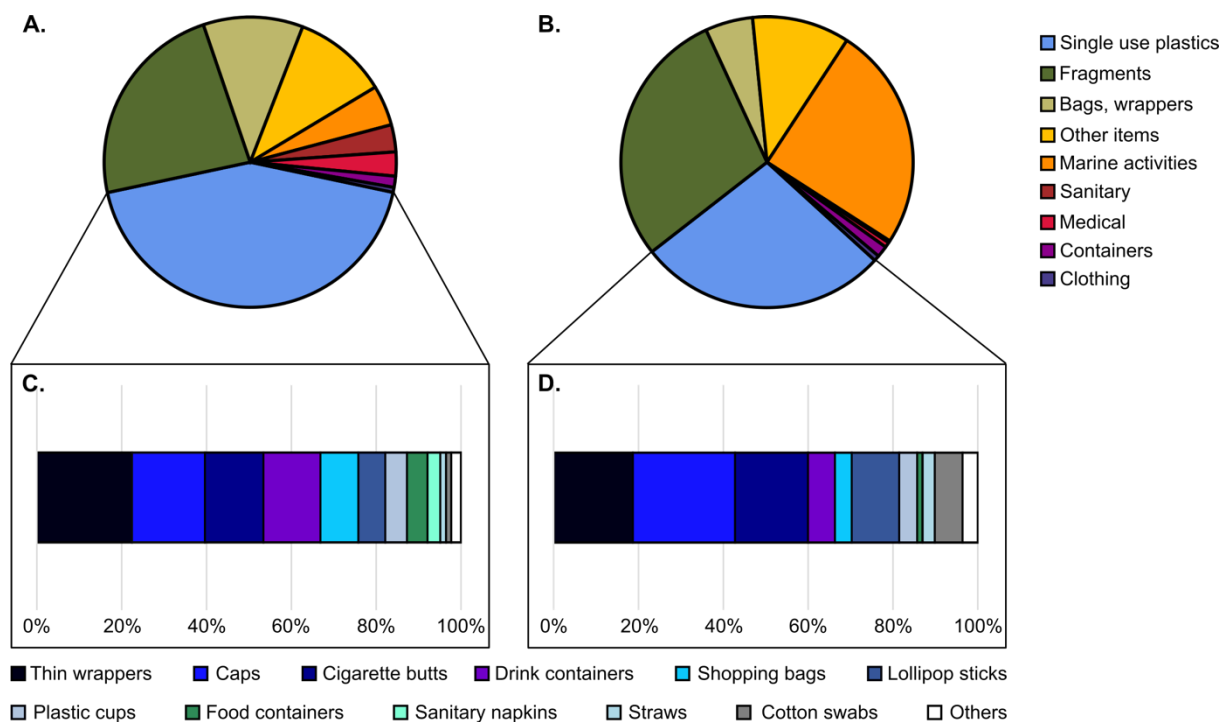 A.
B.
Single use plastics
Fragments
Bags, wrappers
Other items
Marine activities
Sanitary
Medical
Containers
Clothing
C.
D.
0% 20% 40% 60% 80% 100%
0% 20% 40% 60% 80% 100%
Thin wrappers Caps Cigarette butts Drink containers Shopping bags Lollipop sticks
Plastic cups Food containers Sanitary napkins Straws Cotton swabs Others